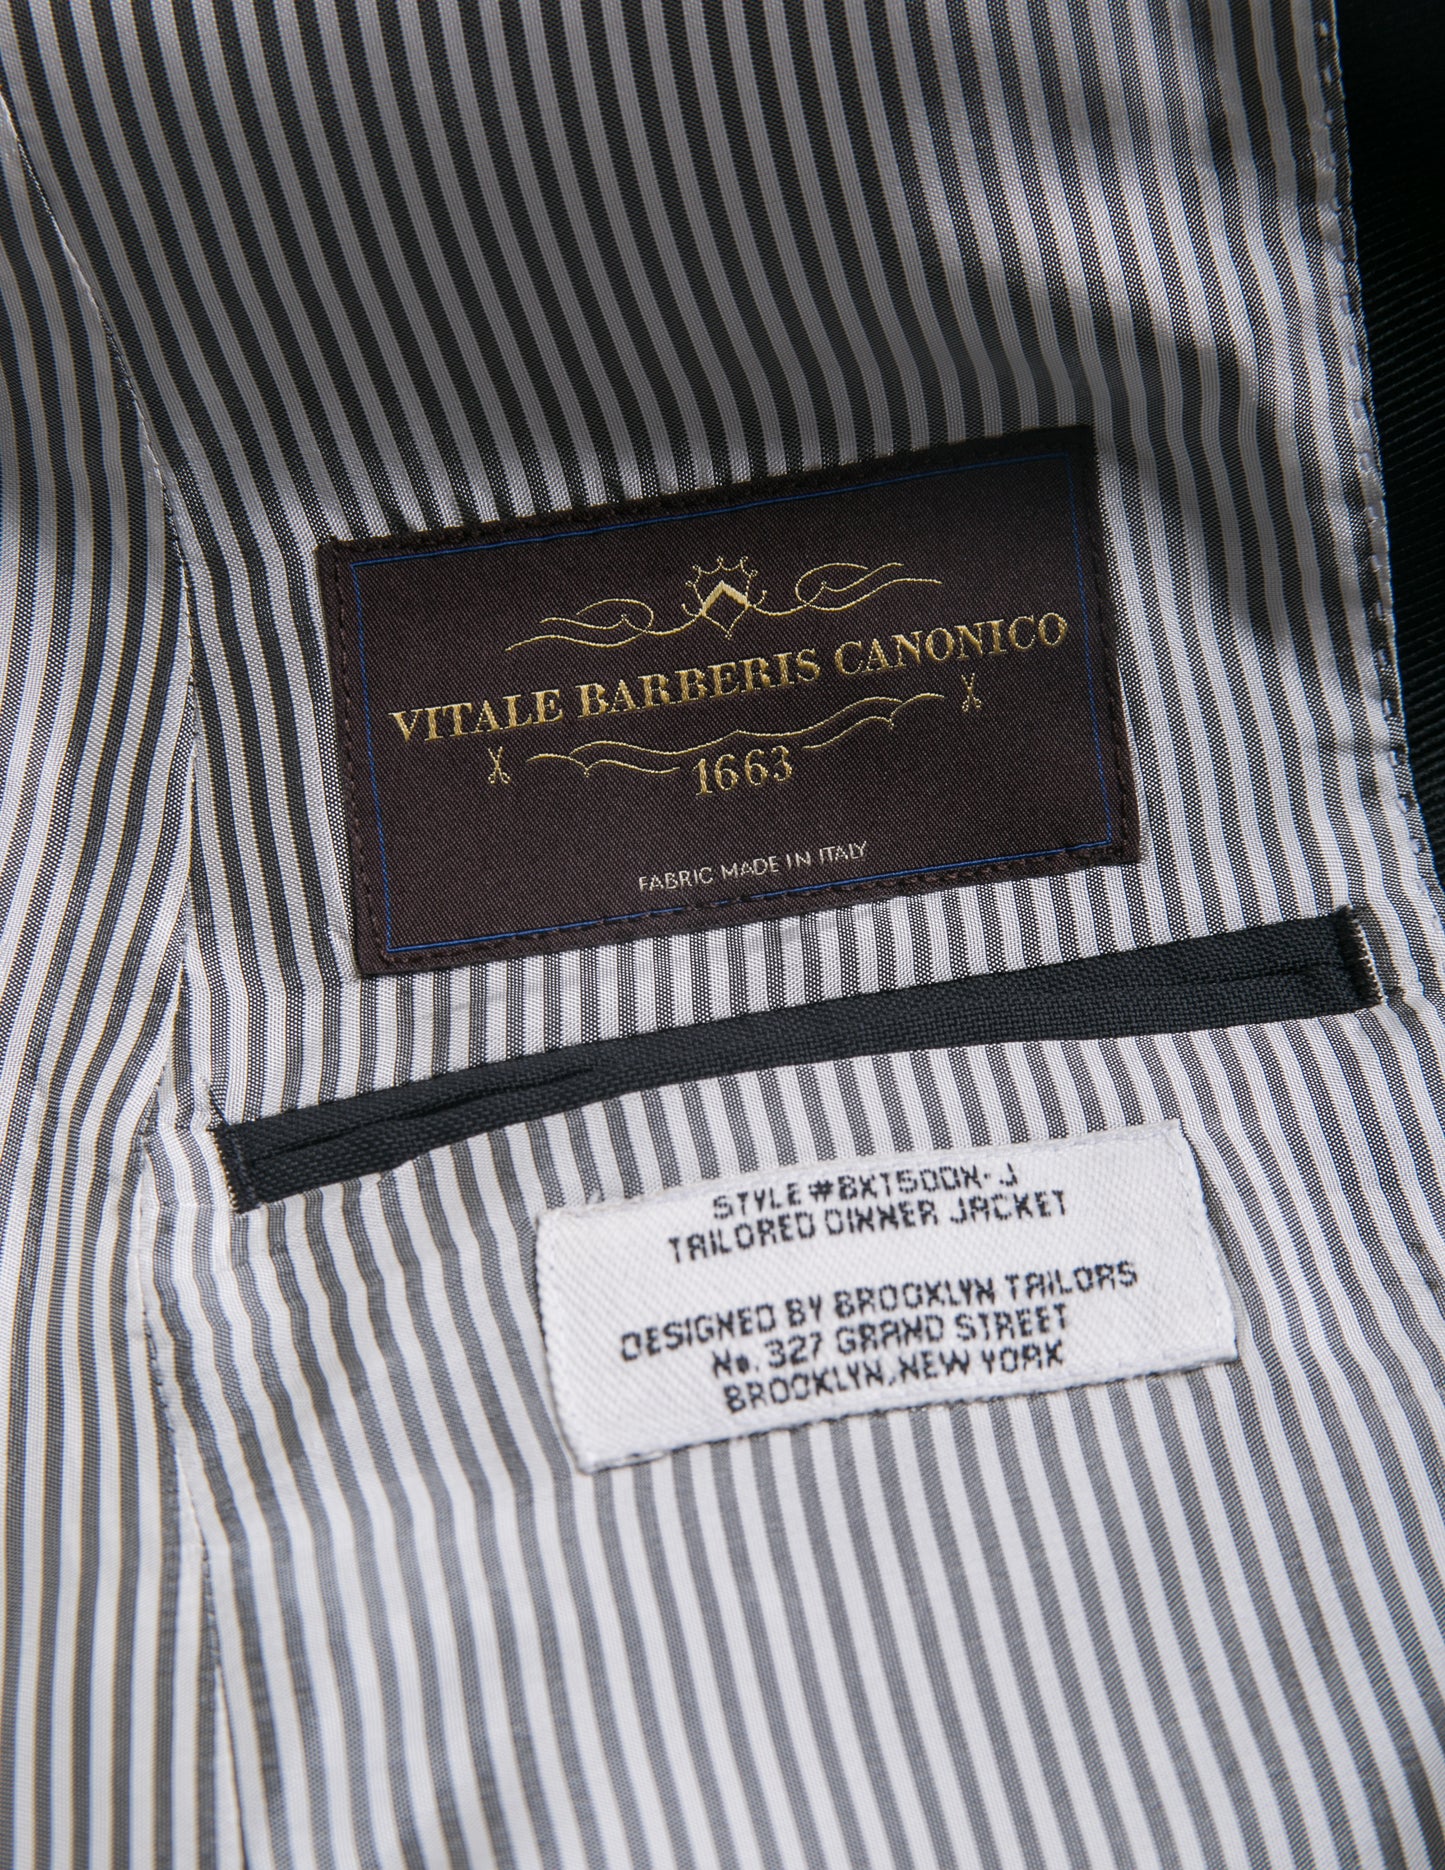 VITALE BARBERIS CANONICO
1663
FABRIC MADE IN ITALY
STYLE #BXT500X-J
TAILORED DINNER JACKET
DESIGNED BY BROOKLYN TAILORS
No. 327 GRAND STREET
BROOKLYN, NEW YORK